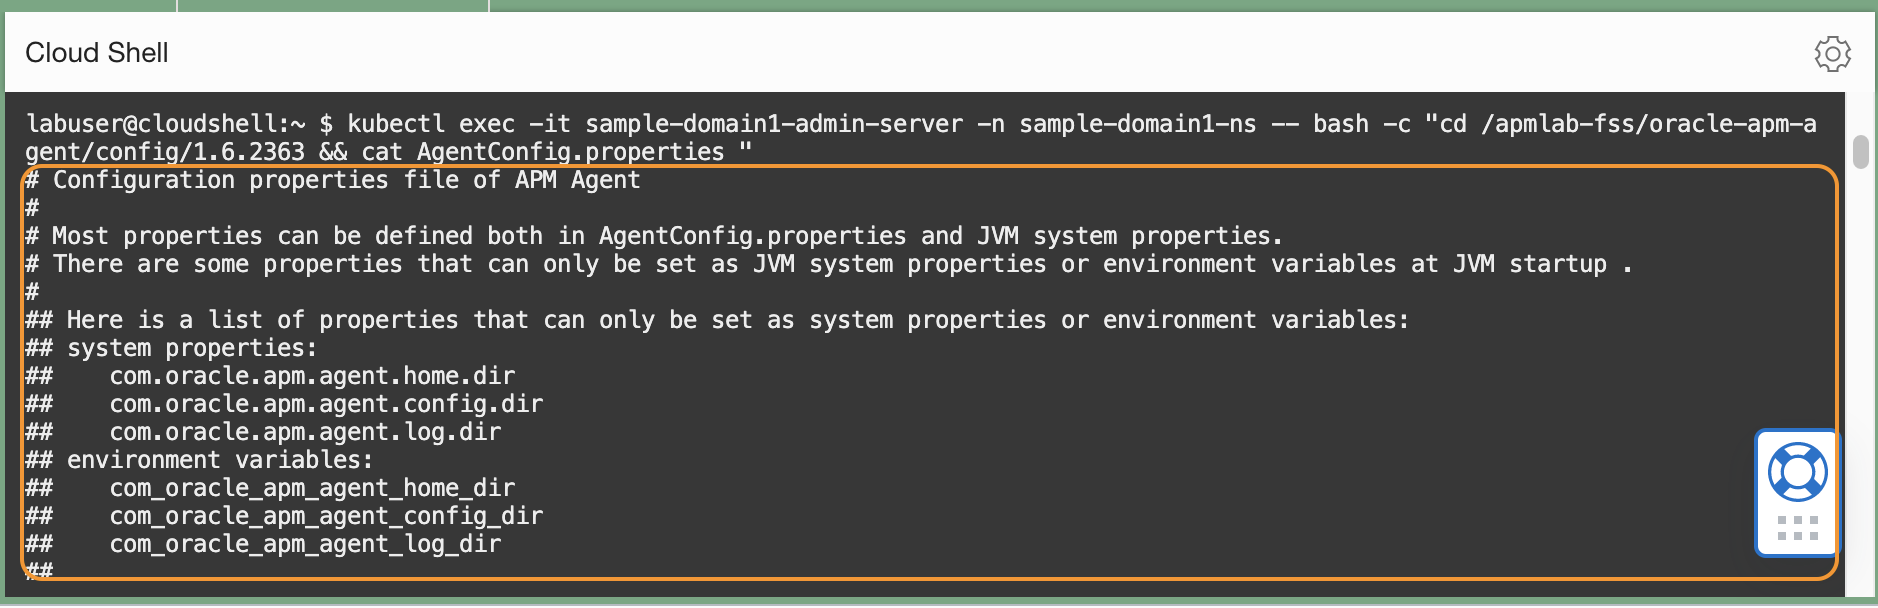 Cloud Shell
labuser@cloudshell:~ $ kubectl exec -it sample-domain1-admin-server -n sample-domain1-ns -- bash -c "cd /apmlab-fss/oracle-apm-a
gent/config/1.6.2363 && cat AgentConfig.properties "
# Configuration properties file of APM Agent
#
# Most properties can be defined both in AgentConfig.properties and JVM system properties.
# There are some properties that can only be set as JVM system properties or environment variables at JVM startup .
#
## Here is a list of properties that can only be set as system properties or environment variables:
## system properties:
##    com.oracle.apm.agent.home.dir
##    com.oracle.apm.agent.config.dir
##    com.oracle.apm.agent.log.dir
## environment variables:
##    com_oracle_apm_agent_home_dir
##    com_oracle_apm_agent_config_dir
##    com_oracle_apm_agent_log_dir
##